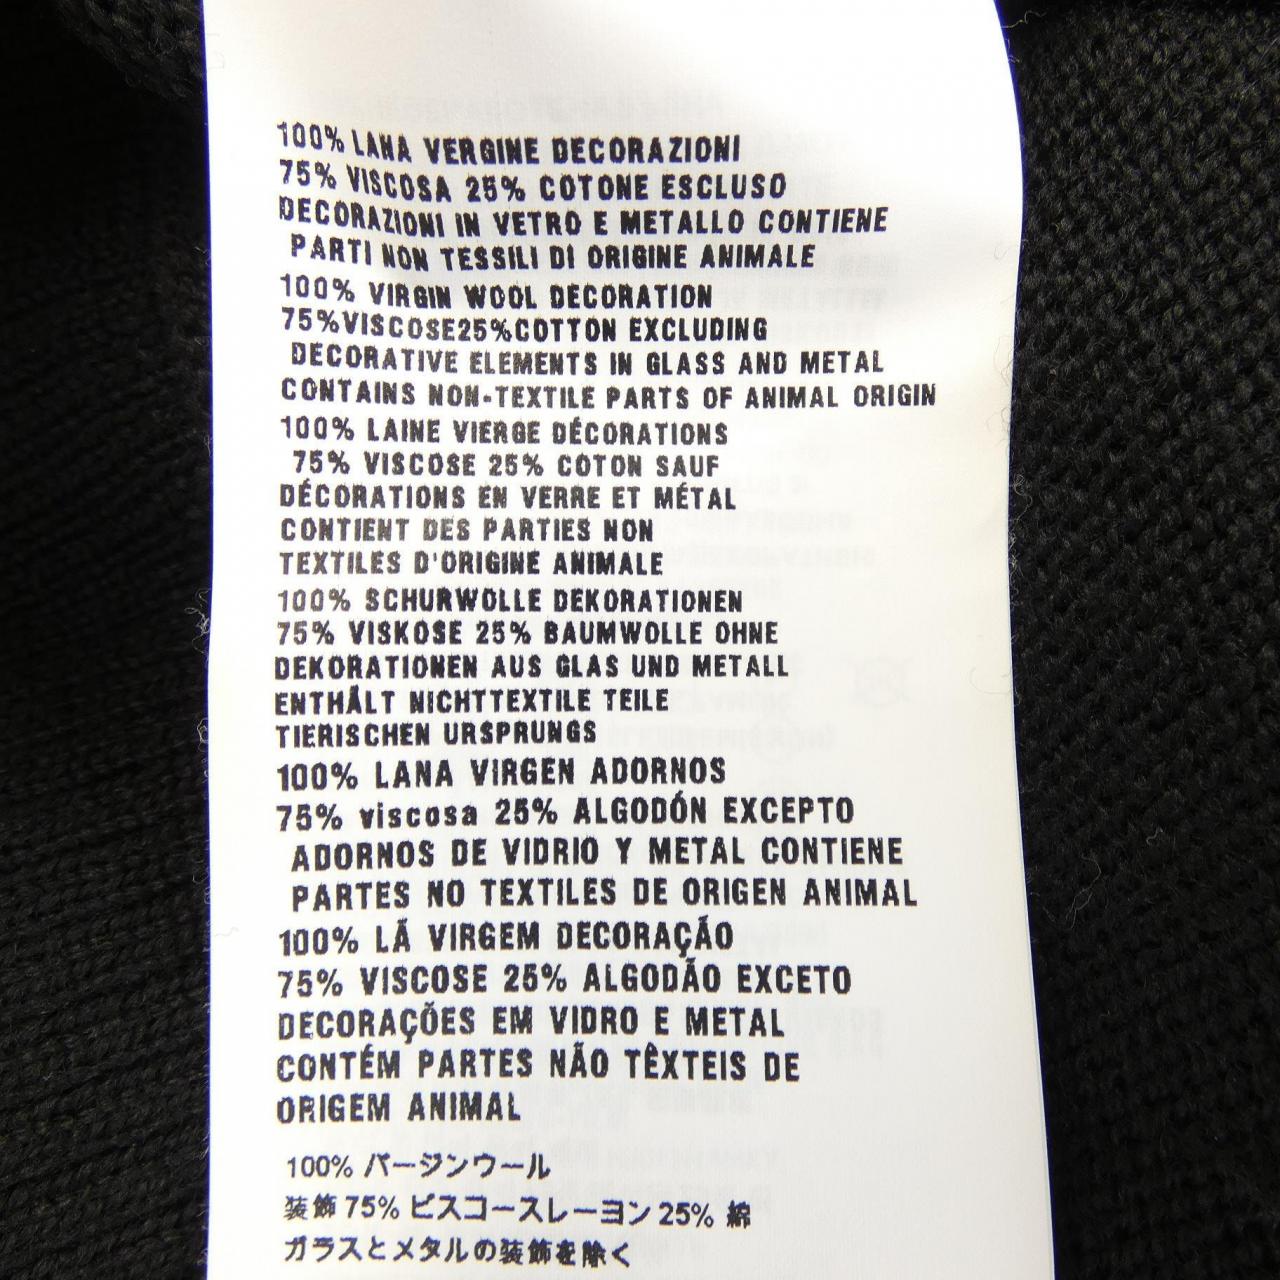 100% LANA VERGINE DECORAZIONI
75% VISCOSA 25% COTONE ESCLUSO
DECORAZIONI IN VETRO E METALLO CONTIENE
PARTI NON TESSILI DI ORIGINE ANIMALE
100% VIRGIN WOOL DECORATION
75%VISCOSE25%COTTON EXCLUDING
DECORATIVE ELEMENTS IN GLASS AND METAL
CONTAINS NON-TEXTILE PARTS OF ANIMAL ORIGIN
100% LAINE VIERGE DÉCORATIONS
75% VISCOSE 25% COTON SAUF
DÉCORATIONS EN VERRE ET MÉTAL
CONTIENT DES PARTIES NON
TEXTILES D'ORIGINE ANIMALE
100% SCHURWOLLE DEKORATIONEN
75% VISKOSE 25% BAUMWOLLE OHNE
DEKORATIONEN AUS GLAS UND METALL
ENTHÄLT NICHTTEXTILE TEILE
TIERISCHEN URSPRUNGS
100% LANA VIRGEN ADORNOS
75% viscosa 25% ALGODÓN EXCEPTO
ADORNOS DE VIDRIO Y METAL CONTIENE
PARTES NO TEXTILES DE ORIGEN ANIMAL
100% LÃ VIRGEM DECORAÇÃO
75% VISCOSE 25% ALGODÃO EXCETO
DECORAÇÕES EM VIDRO E METAL
CONTÉM PARTES NÃO TÊXTEIS DE
ORIGEM ANIMAL
100% バージンウール
装飾 75% ビスコースレーヨン 25% 綿
ガラスとメタルの装飾を除く